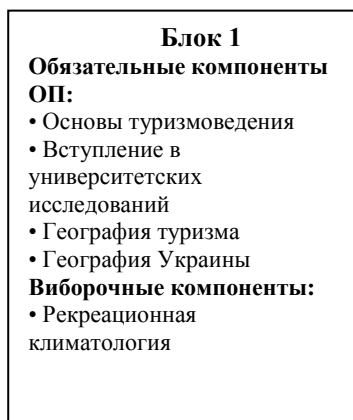 Блок 1
Обязательные компоненты
ОП:
• Основы туризмоведения
• Вступление в
университетских
исследований
• География туризма
• География Украины
Виборочные компоненты:
• Рекреационная
климатология